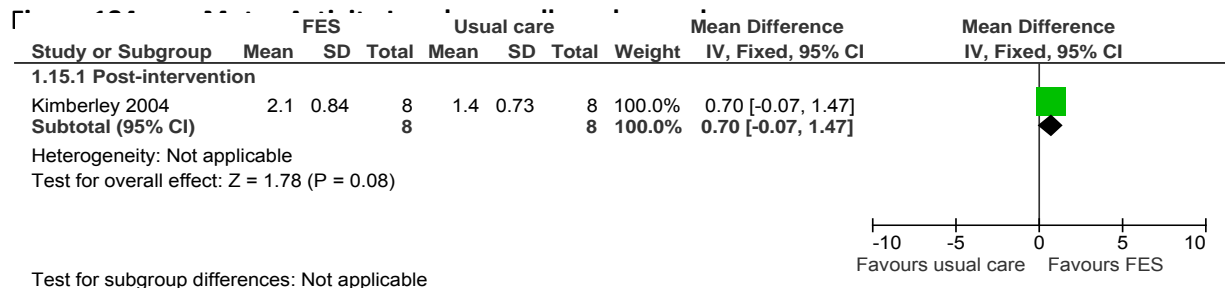 FES Usual care Mean Difference Mean Difference
Study or Subgroup Mean SD Total Mean SD Total Weight IV, Fixed, 95% CI IV, Fixed, 95% CI
1.15.1 Post-intervention
Kimberley 2004 2.1 0.84 8 1.4 0.73 8 100.0% 0.70 [-0.07, 1.47]
Subtotal (95% CI) 8 8 100.0% 0.70 [-0.07, 1.47]
Heterogeneity: Not applicable
Test for overall effect: Z = 1.78 (P = 0.08)
-10 -5 0 5 10
Favours usual care Favours FES
Test for subgroup differences: Not applicable